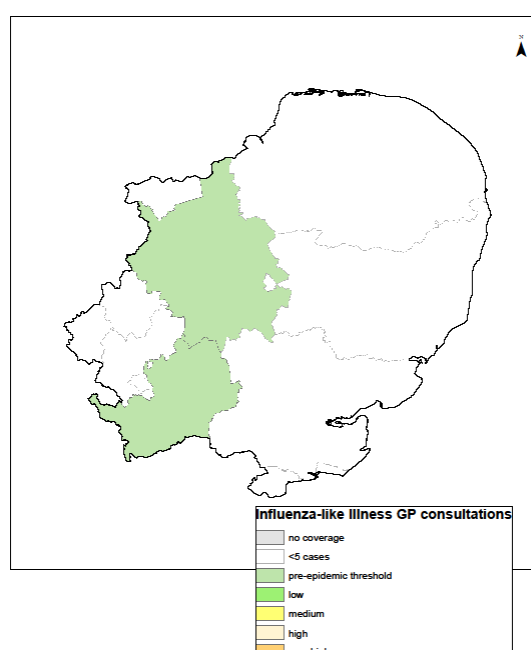 N
Influenza-like Illness GP consultations
no coverage
<5 cases
pre-epidemic threshold
low
medium
high